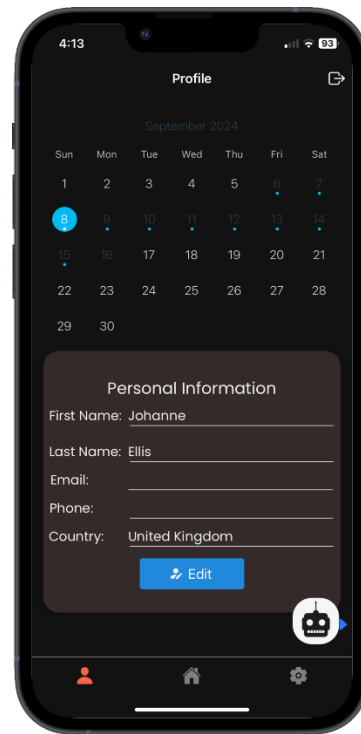 4:13
93
Profile
September 2024
Sun Mon Tue Wed Thu Fri Sat
1 2 3 4 5 6 7
8 9 10 11 12 13 14
15 16 17 18 19 20 21
22 23 24 25 26 27 28
29 30
Personal Information
First Name: Johanne
Last Name: Ellis
Email:
Phone:
Country: United Kingdom
Edit